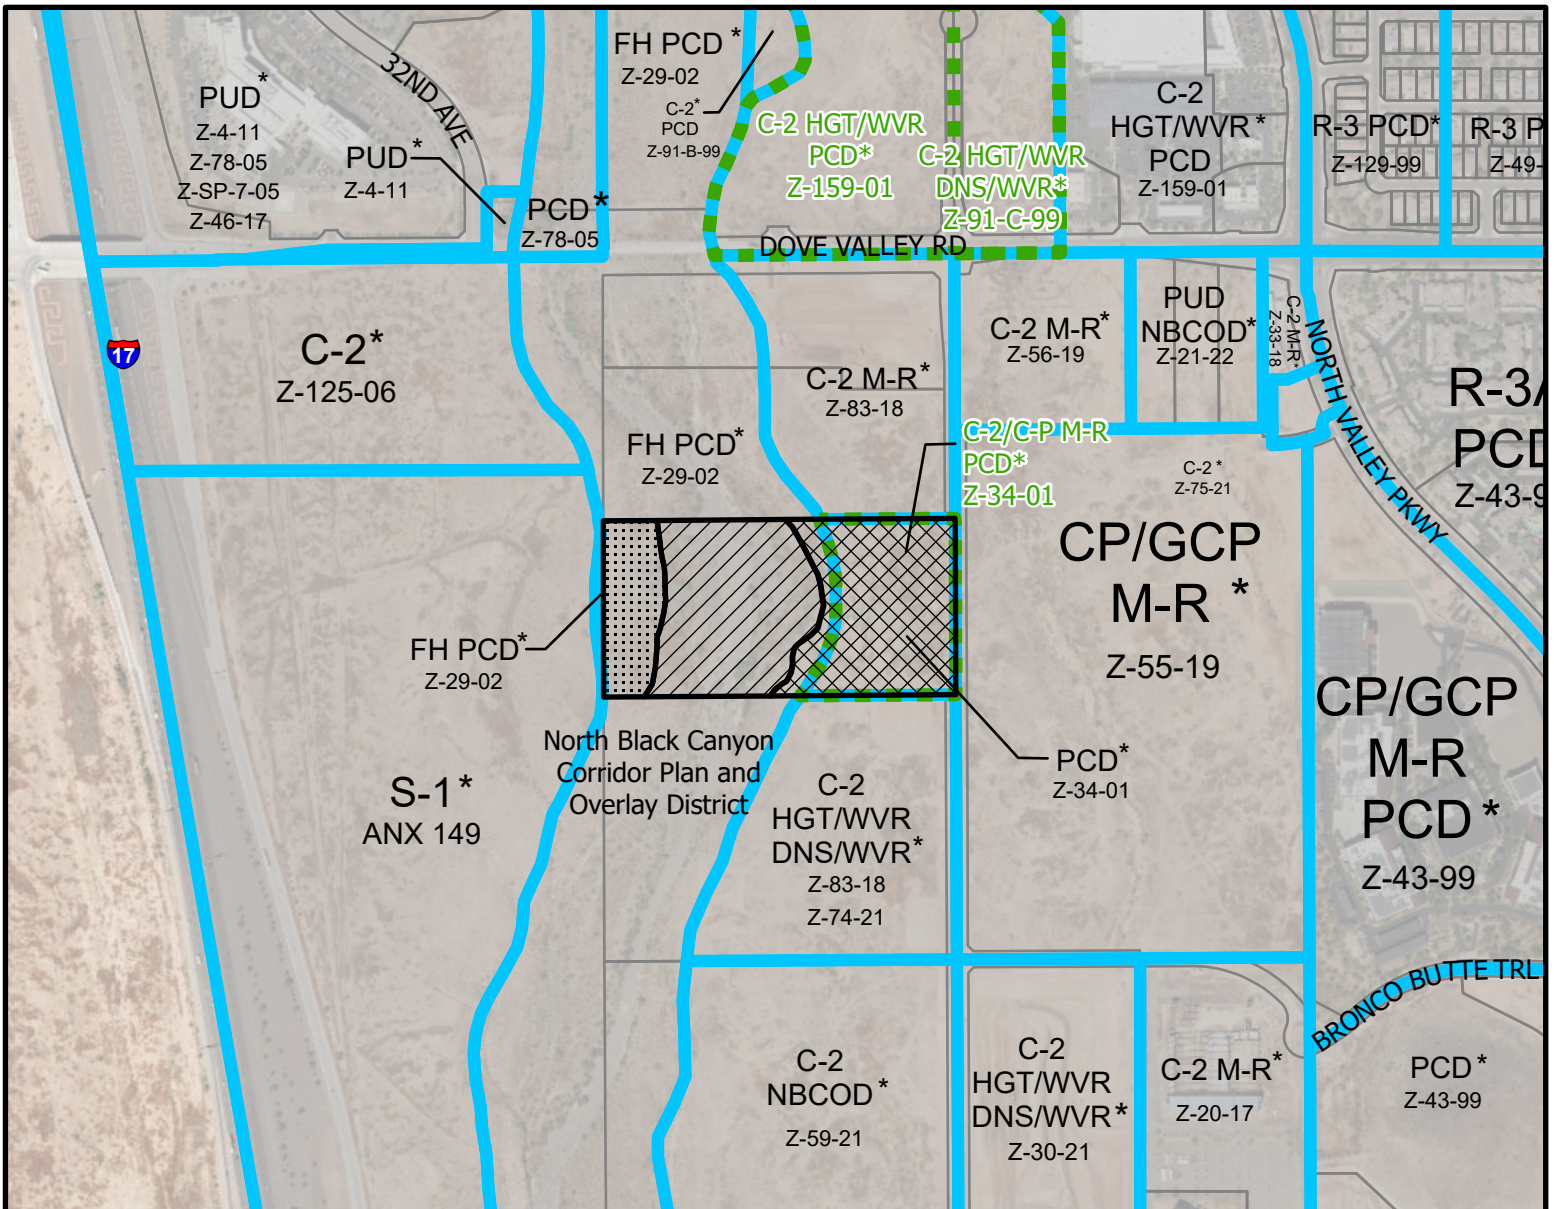 PUD*
Z-4-11
Z-78-05
Z-SP-7-05
Z-46-17
32ND AVE
PUD*
Z-4-11
PCD*
Z-78-05
FH PCD*
Z-29-02
C-2*
PCD
Z-91-B-99
C-2 HGT/WVR
PCD*
Z-159-01
C-2 HGT/WVR
DNS/WVR*
Z-91-C-99
C-2
HGT/WVR*
PCD
Z-159-01
R-3 PCD*
Z-129-99
R-3 P
Z-49-
DOVE VALLEY RD
17
C-2*
Z-125-06
FH PCD*
Z-29-02
C-2 M-R*
Z-83-18
C-2 M-R*
Z-56-19
PUD
NBCOD*
Z-21-22
C-2 M-R*
Z-33-18
NORTH VALLEY PKWY
R-3A
PCD
Z-43-9
C-2/C-P M-R
PCD*
Z-34-01
C-2*
Z-75-21
CP/GCP
M-R *
Z-55-19
FH PCD*
Z-29-02
North Black Canyon
Corridor Plan and
Overlay District
PCD*
Z-34-01
CP/GCP
M-R
PCD*
Z-43-99
S-1*
ANX 149
C-2
HGT/WVR
DNS/WVR*
Z-83-18
Z-74-21
BRONCO BUTTE TRL
C-2
NBCOD*
Z-59-21
C-2
HGT/WVR
DNS/WVR*
Z-30-21
C-2 M-R*
Z-20-17
PCD*
Z-43-99